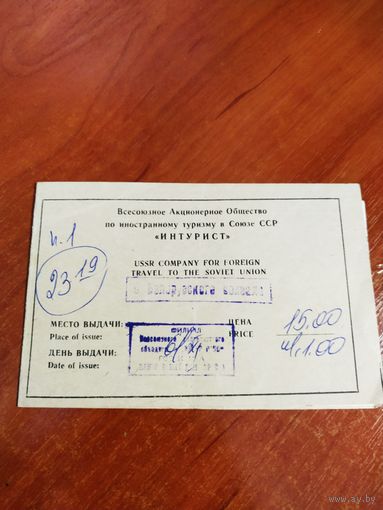 Всесоюзное Акционерное Общество
по иностранному туризму в Союзе ССР
«ИНТУРИСТ»
ч.1
23 19
USSR COMPANY FOR FOREIGN
TRAVEL TO THE SOVIET UNION
с Белорусского вокзала
МЕСТО ВЫДАЧИ:
Place of issue:
ФИЛИАЛ
ЦЕНА
PRICE
15.00
1.00
ДЕНЬ ВЫДАЧИ:
Date of issue:
www.ay.by